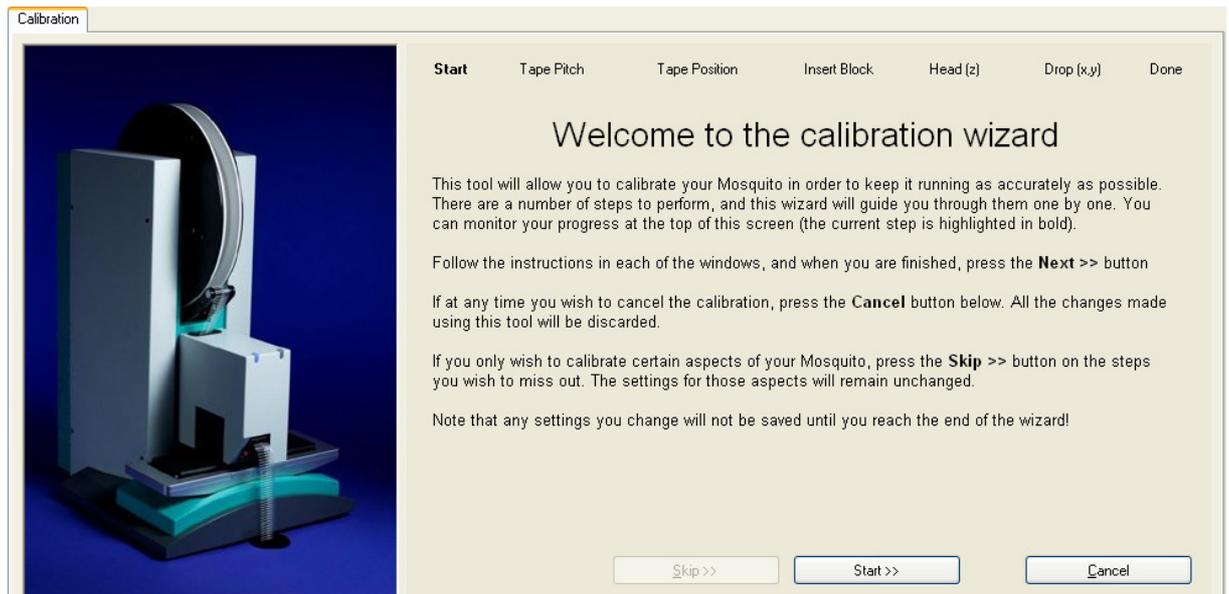 Calibration
Start Tape Pitch Tape Position Insert Block Head (z) Drop (x,y) Done
Welcome to the calibration wizard
This tool will allow you to calibrate your Mosquito in order to keep it running as accurately as possible.
There are a number of steps to perform, and this wizard will guide you through them one by one. You
can monitor your progress at the top of this screen (the current step is highlighted in bold).
Follow the instructions in each of the windows, and when you are finished, press the Next >> button
If at any time you wish to cancel the calibration, press the Cancel button below. All the changes made
using this tool will be discarded.
If you only wish to calibrate certain aspects of your Mosquito, press the Skip >> button on the steps
you wish to miss out. The settings for those aspects will remain unchanged.
Note that any settings you change will not be saved until you reach the end of the wizard!
Skip >> Start >> Cancel